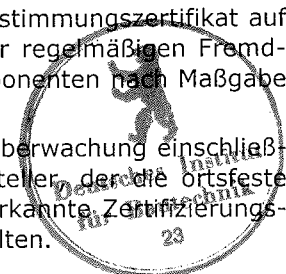 stimmungszertifikat auf
r regelmäßigen Fremd-
ponenten nach Maßgabe
berwachung einschließ-
teller, der die ortsfeste
rkannte Zertifizierungs-
lten.
Deutsches Institut
für Bautechnik
23